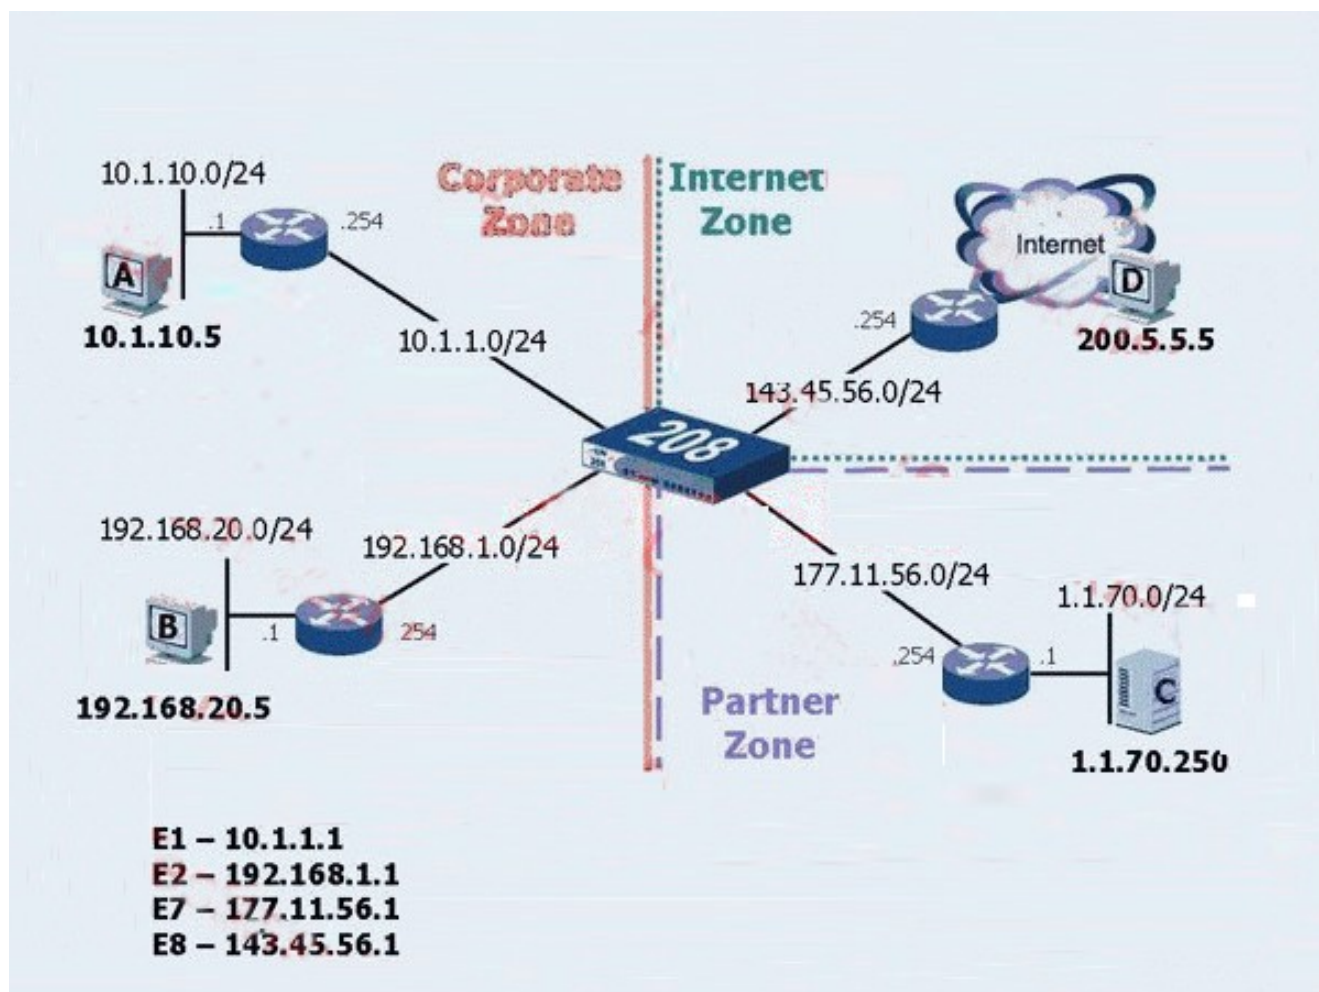 10.1.10.0/24
.1
.254
A
10.1.10.5
Corporate
Zone
Internet
Zone
Internet
D
.254
200.5.5.5
10.1.1.0/24
143.45.56.0/24
208
192.168.20.0/24
192.168.1.0/24
B
.1
254
192.168.20.5
177.11.56.0/24
1.1.70.0/24
.254
.1
C
1.1.70.250
Partner
Zone
E1 – 10.1.1.1
E2 – 192.168.1.1
E7 – 177.11.56.1
E8 – 143.45.56.1